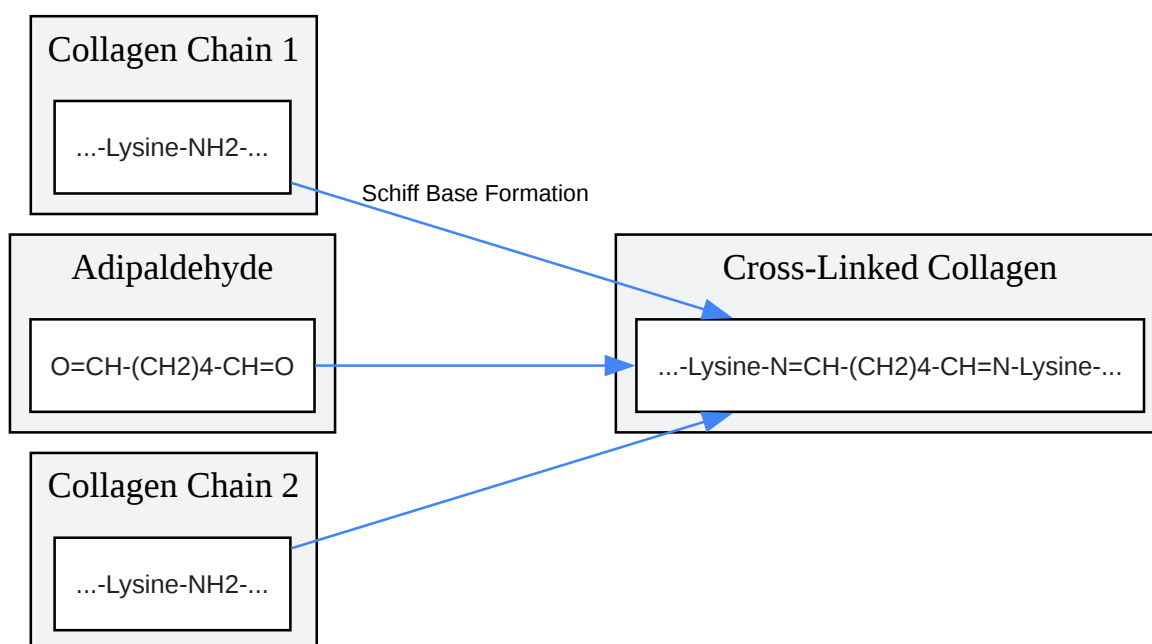 Collagen Chain 1
...-Lysine-NH2-...
Schiff Base Formation
Adipaldehyde
O=CH-(CH2)4-CH=O
Cross-Linked Collagen
...-Lysine-N=CH-(CH2)4-CH=N-Lysine-...
Collagen Chain 2
...-Lysine-NH2-...